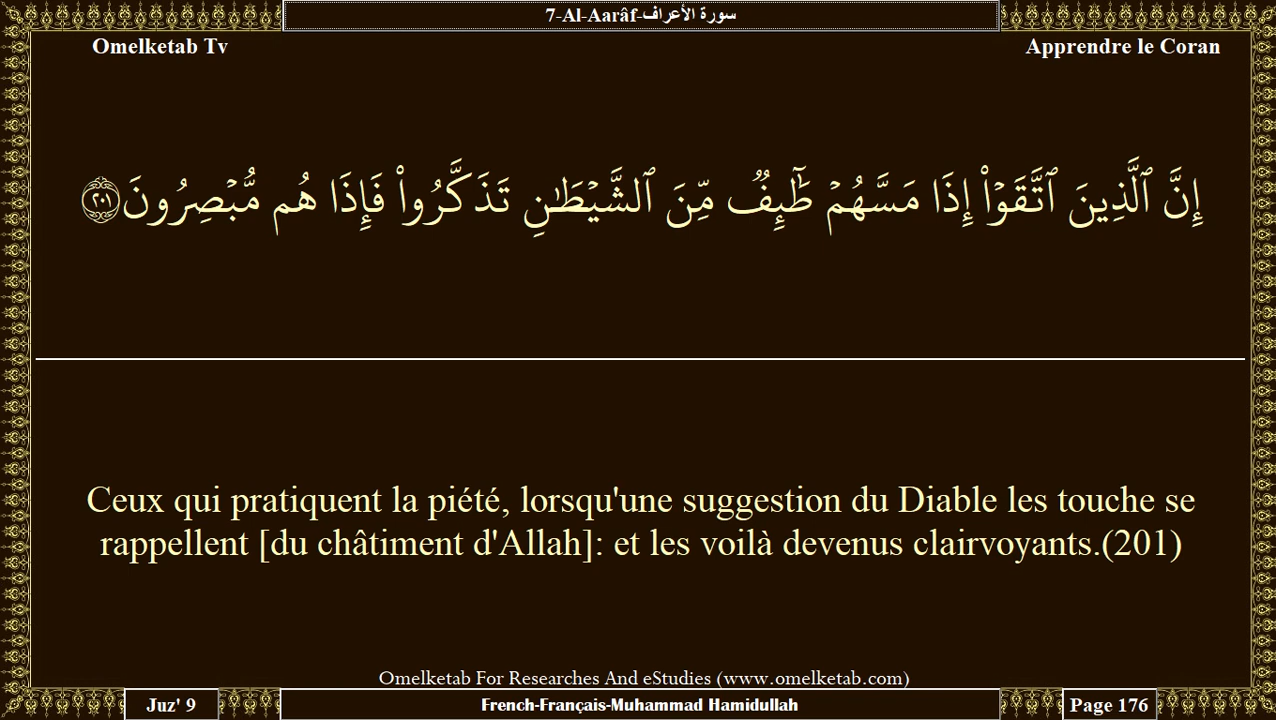 7-Al-Aarâf-سورة الأعراف
Omelketab Tv
Apprendre le Coran
إِنَّ ٱلَّذِينَ ٱتَّقَوۡاْ إِذَا مَسَّهُمۡ طَٰٓئِفٞ مِّنَ ٱلشَّيۡطَٰنِ تَذَكَّرُواْ فَإِذَا هُم مُّبۡصِرُونَ ٢٠١
Ceux qui pratiquent la piété, lorsqu'une suggestion du Diable les touche se
rappellent [du châtiment d'Allah]: et les voilà devenus clairvoyants.(201)
Omelketab For Researches And eStudies (www.omelketab.com)
Juz' 9
French-Français-Muhammad Hamidullah
Page 176